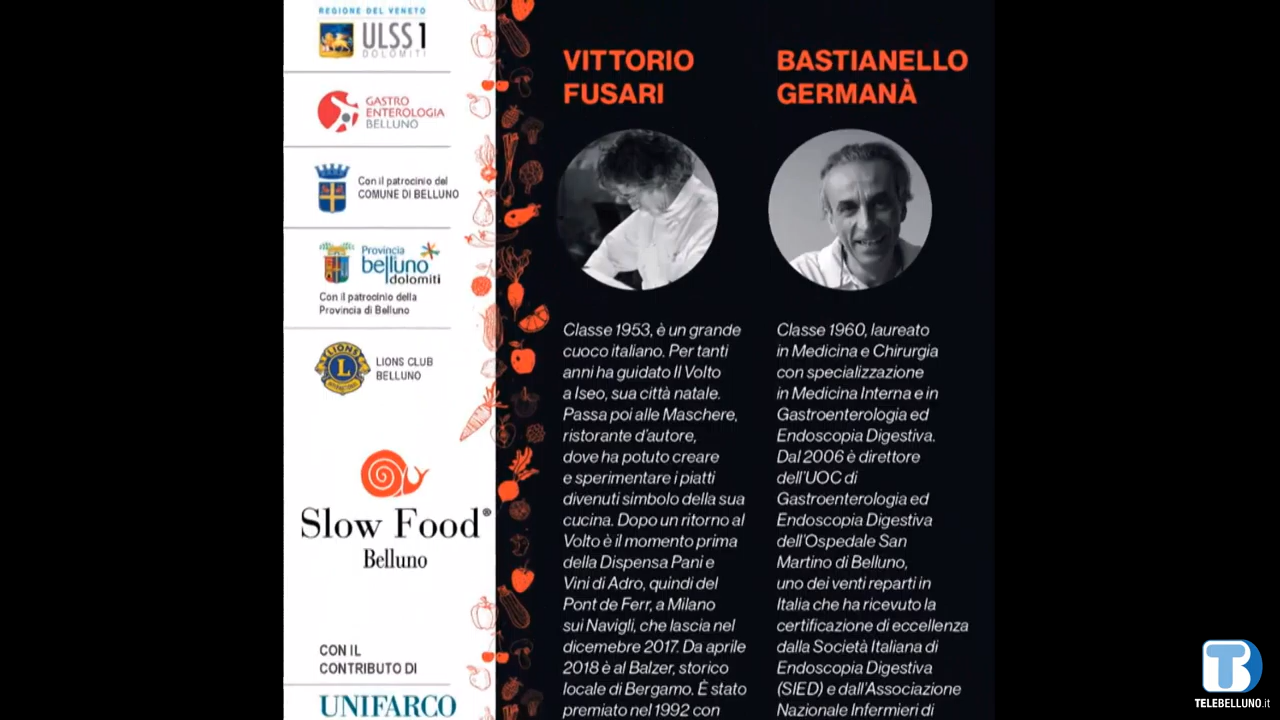 REGIONE DEL VENETO
ULSS1
DOLOMITI
GASTRO
ENTEROLOGIA
BELLUNO
Con il patrocinio del
COMUNE DI BELLUNO
Provincia
belluno
dolomiti
Con il patrocinio della
Provincia di Belluno
L
LIONS
LIONS CLUB
BELLUNO
Slow Food®
Belluno
CON IL
CONTRIBUTO DI
UNIFARCO
VITTORIO
FUSARI
Classe 1953, è un grande
cuoco italiano. Per tanti
anni ha guidato Il Volto
a Iseo, sua città natale.
Passa poi alle Maschere,
ristorante d'autore,
dove ha potuto creare
e sperimentare i piatti
divenuti simbolo della sua
cucina. Dopo un ritorno al
Volto è il momento prima
della Dispensa Pani e
Vini di Adro, quindi del
Pont de Ferr, a Milano
sui Navigli, che lascia nel
dicemebre 2017. Da aprile
2018 è al Balzer, storico
locale di Bergamo. È stato
premiato nel 1992 con
BASTIANELLO
GERMANÀ
Classe 1960, laureato
in Medicina e Chirurgia
con specializzazione
in Medicina Interna e in
Gastroenterologia ed
Endoscopia Digestiva.
Dal 2006 è direttore
dell'UOC di
Gastroenterologia ed
Endoscopia Digestiva
dell'Ospedale San
Martino di Belluno,
uno dei venti reparti in
Italia che ha ricevuto la
certificazione di eccellenza
dalla Società Italiana di
Endoscopia Digestiva
(SIED) e dall'Associazione
Nazionale Infermieri di
TELEBELLUNO.it